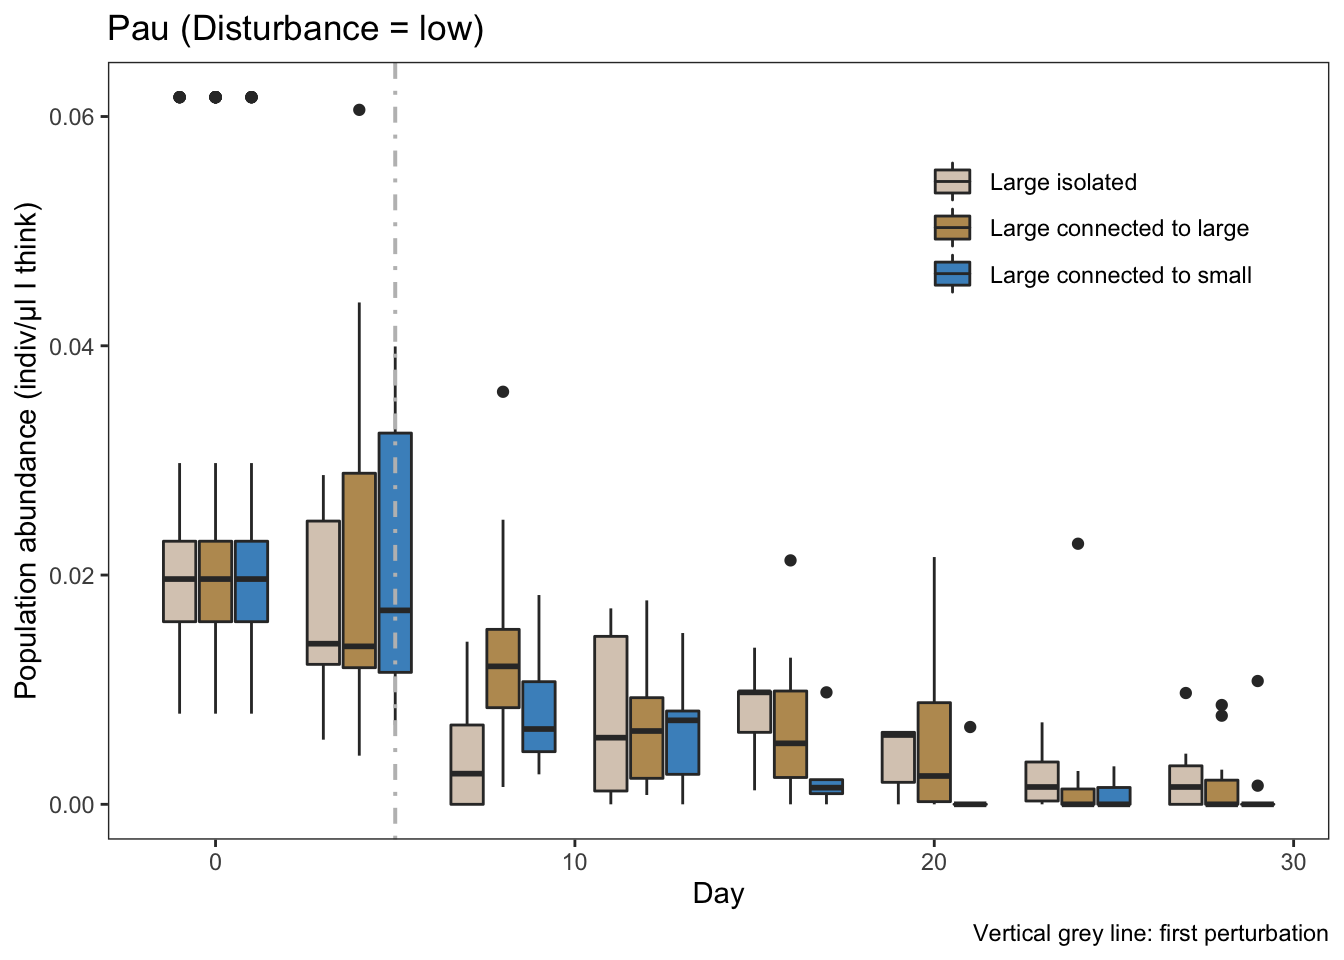 Pau (Disturbance = low)
Population abundance (indiv/µl I think)
0.06
0.04
0.02
0.00
Large isolated
Large connected to large
Large connected to small
0
10
20
30
Day
Vertical grey line: first perturbation